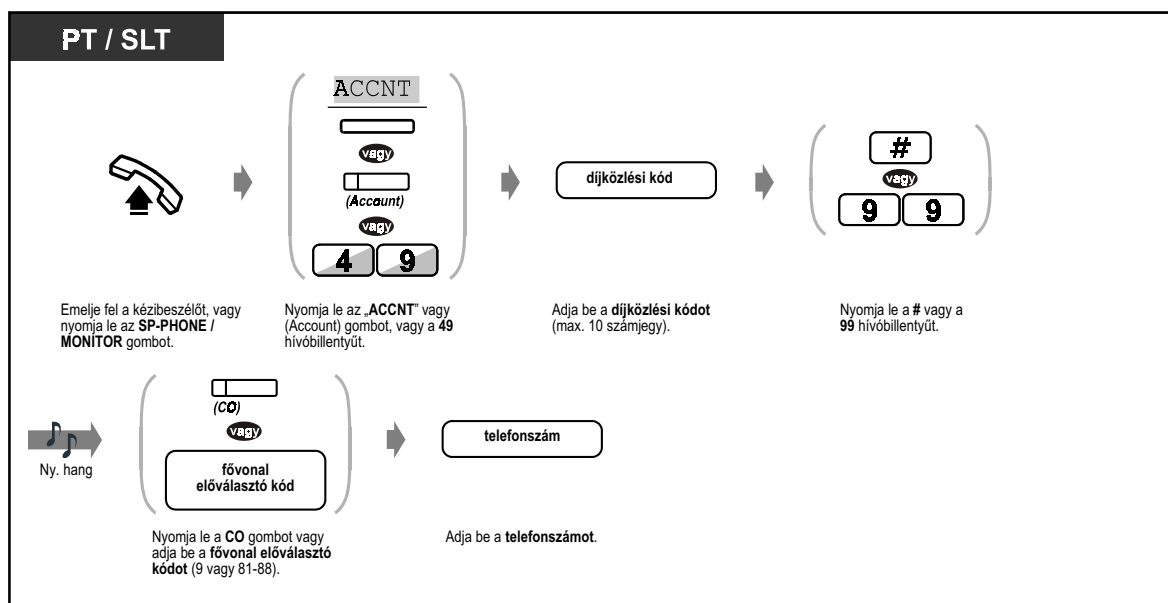 PT / SLT
ACCNT
vagy
(Account)
vagy
4 9
díjközlési kód
#
vagy
9 9
Emelje fel a kézibeszélőt, vagy
nyomja le az SP-PHONE /
MONITOR gombot.
Nyomja le az „ACCNT” vagy
(Account) gombot, vagy a 49
hívóbillentyűt.
Adja be a díjközlési kódot
(max. 10 számjegy).
Nyomja le a # vagy a
99 hívóbillentyűt.
Ny. hang
(CO)
vagy
fővonal
előválasztó kód
telefonszám
Nyomja le a CO gombot vagy
adja be a fővonal előválasztó
kódot (9 vagy 81-88).
Adja be a telefonszámot.